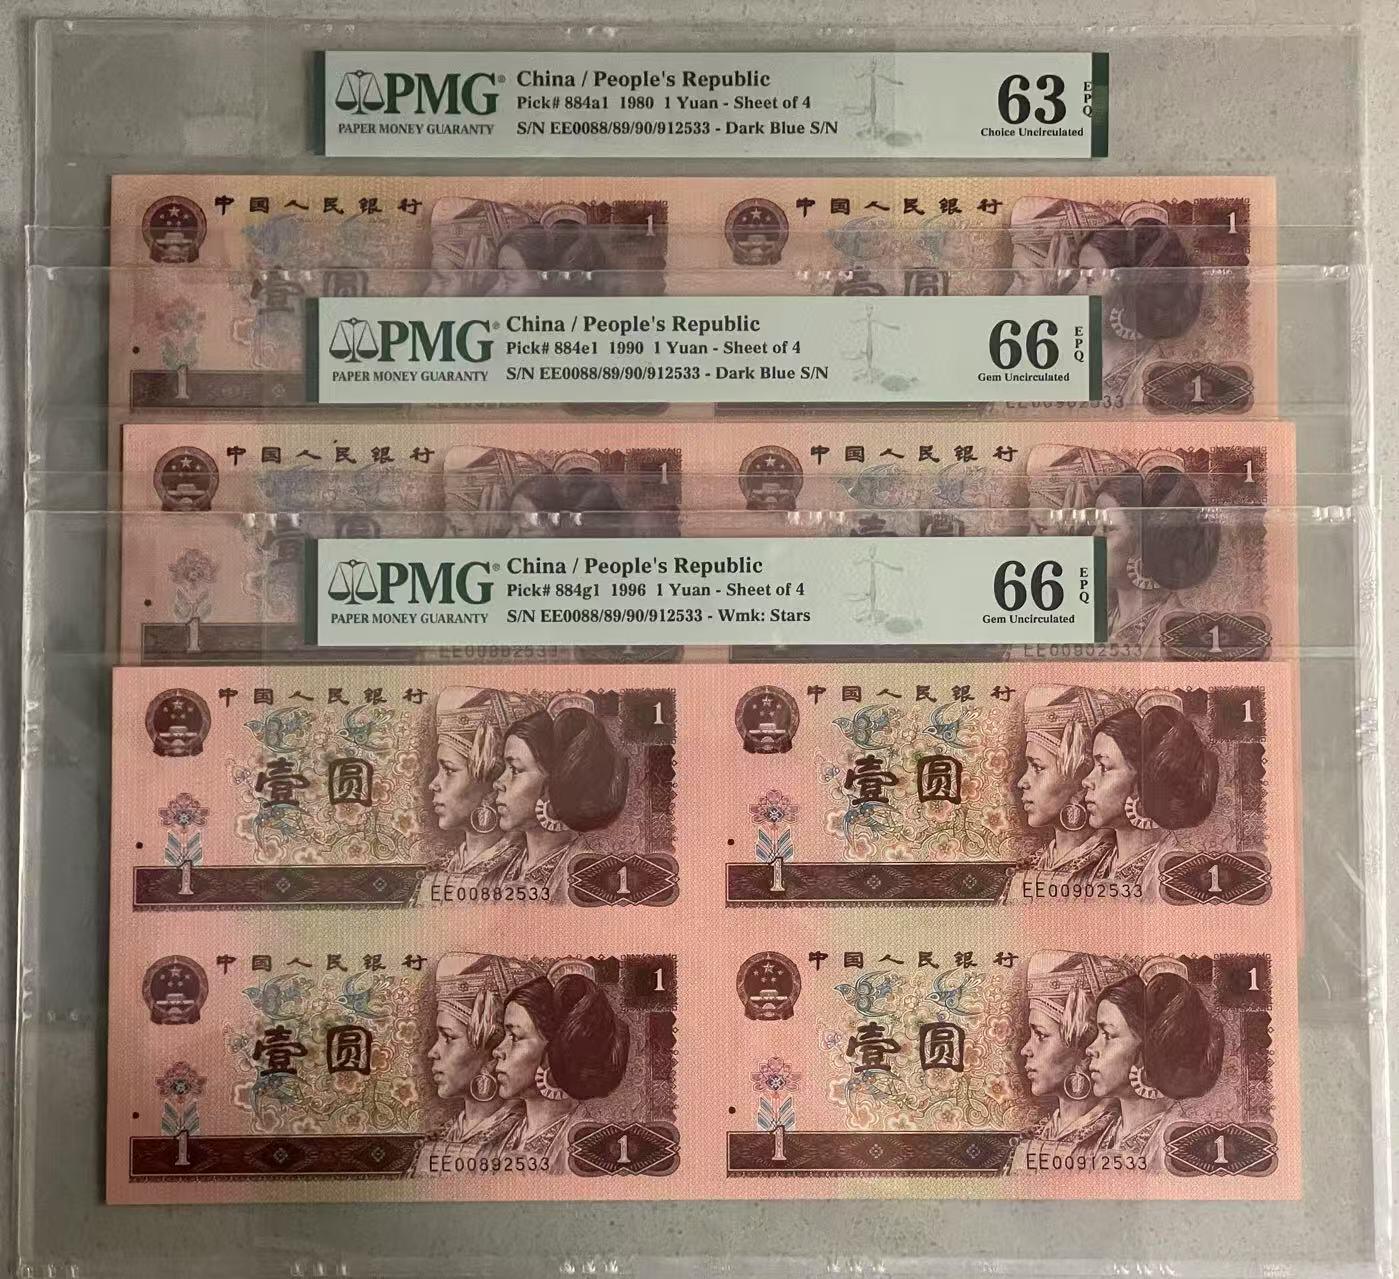 PMG®
PAPER MONEY GUARANTY
China / People's Republic
Pick# 884a1 1980 1 Yuan - Sheet of 4
S/N EE0088/89/90/912533 - Dark Blue S/N
63
EPQ
Choice Uncirculated
中国人民银行 1 中国人民银行 1
壹圆 壹圆
PMG®
PAPER MONEY GUARANTY
China / People's Republic
Pick# 884e1 1990 1 Yuan - Sheet of 4
S/N EE0088/89/90/912533 - Dark Blue S/N
66
EPQ
Gem Uncirculated
1 1
EE00902533
中国人民银行 1 中国人民银行 1
PMG®
PAPER MONEY GUARANTY
China / People's Republic
Pick# 884g1 1996 1 Yuan - Sheet of 4
S/N EE0088/89/90/912533 - Wmk: Stars
66
EPQ
Gem Uncirculated
1 1
EE00882533 EE00902533
中国人民银行 1 中国人民银行 1
壹圆 壹圆
1 EE00882533 1 1 EE00902533 1
中国人民银行 1 中国人民银行 1
壹圆 壹圆
1 EE00892533 1 1 EE00912533 1